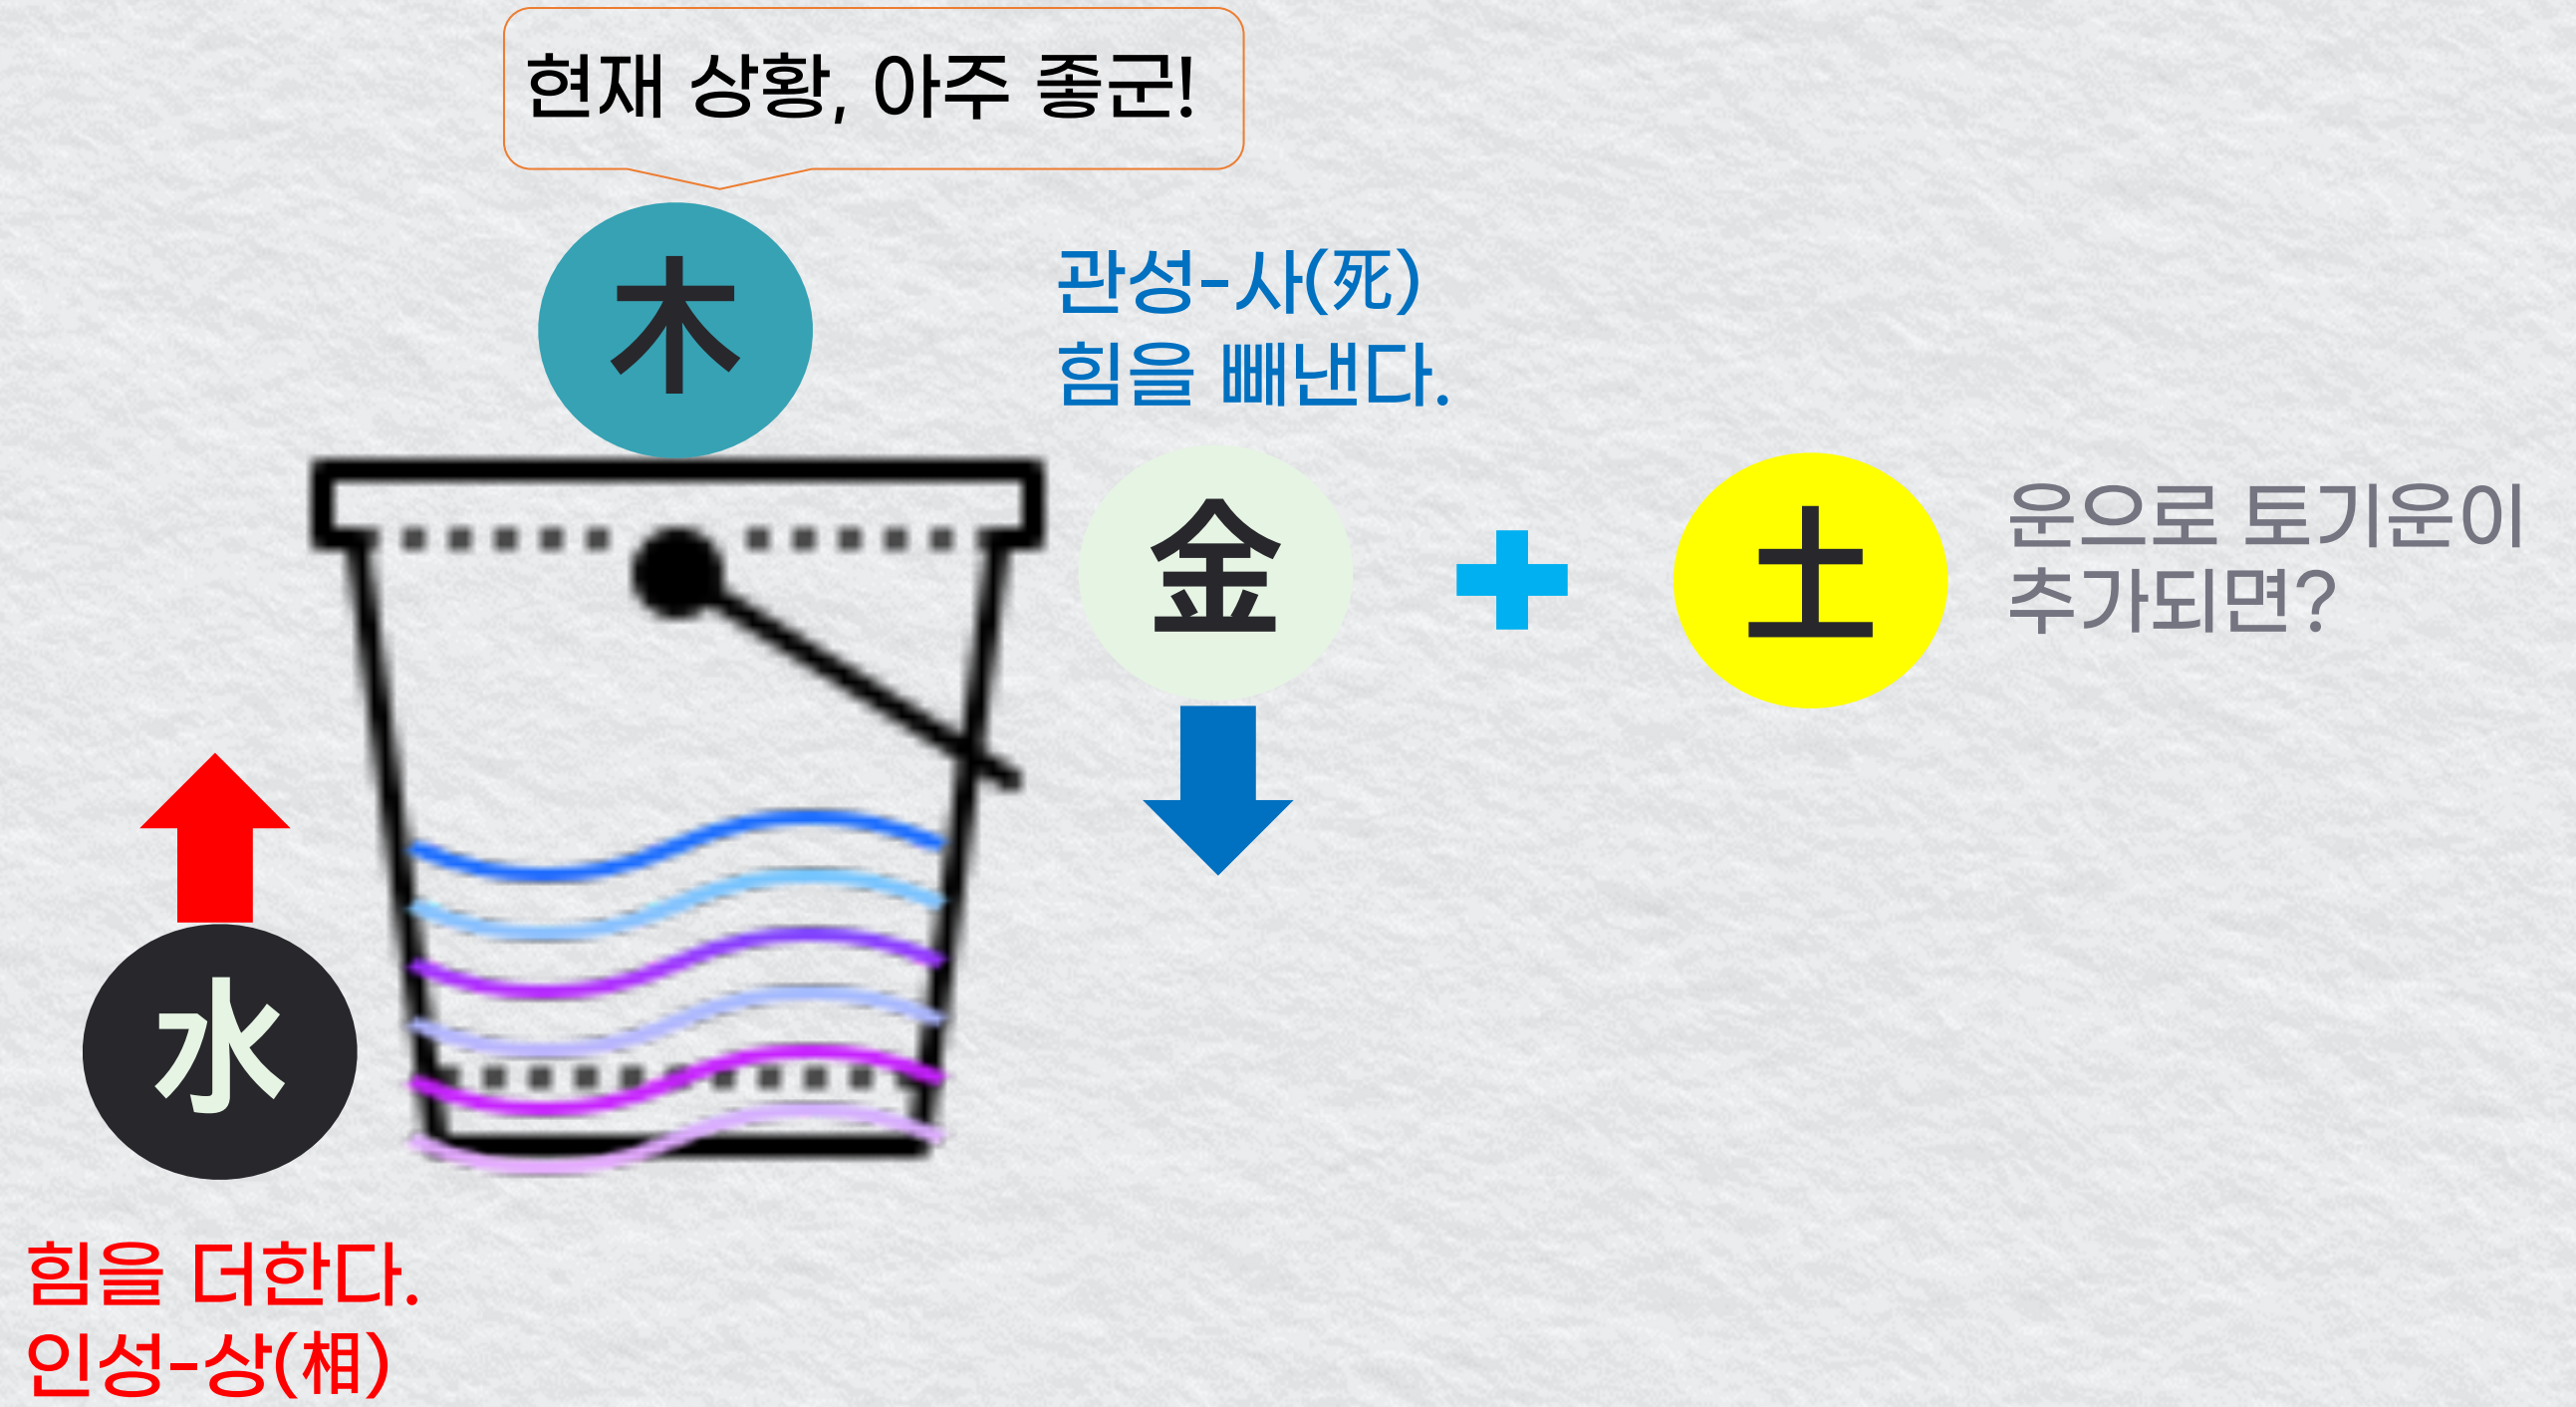 현재 상황, 아주 좋군!
木
관성-사(死)
힘을 빼낸다.
金
土
운으로 토기운이
추가되면?
水
힘을 더한다.
인성-상(相)